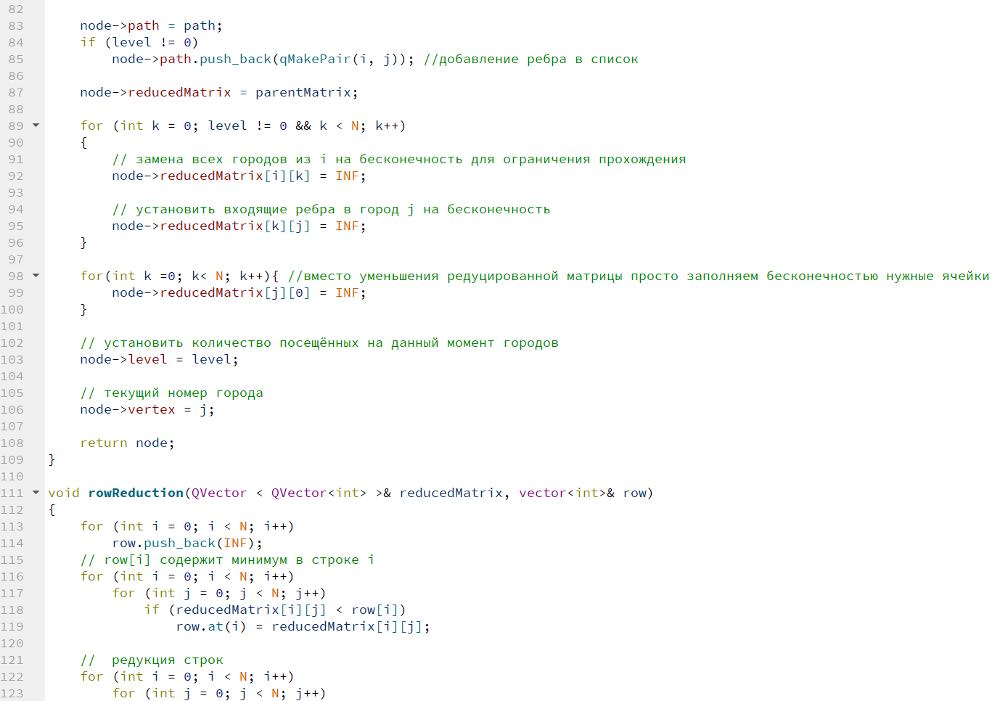 82
83     node->path = path;
84     if (level != 0)
85         node->path.push_back(qMakePair(i, j)); //добавление ребра в список
86
87     node->reducedMatrix = parentMatrix;
88
89     for (int k = 0; level != 0 && k < N; k++)
90     {
91         // замена всех городов из i на бесконечность для ограничения прохождения
92         node->reducedMatrix[i][k] = INF;
93
94         // установить входящие ребра в город j на бесконечность
95         node->reducedMatrix[k][j] = INF;
96     }
97
98     for(int k =0; k< N; k++){ //вместо уменьшения редуцированной матрицы просто заполняем бесконечностью нужные ячейки
99         node->reducedMatrix[j][0] = INF;
100     }
101
102     // установить количество посещённых на данный момент городов
103     node->level = level;
104
105     // текущий номер города
106     node->vertex = j;
107
108     return node;
109 }
110
111 void rowReduction(QVector < QVector<int> >& reducedMatrix, vector<int>& row)
112 {
113     for (int i = 0; i < N; i++)
114         row.push_back(INF);
115     // row[i] содержит минимум в строке i
116     for (int i = 0; i < N; i++)
117         for (int j = 0; j < N; j++)
118             if (reducedMatrix[i][j] < row[i])
119                 row.at(i) = reducedMatrix[i][j];
120
121     //  редукция строк
122     for (int i = 0; i < N; i++)
123         for (int j = 0; j < N; j++)